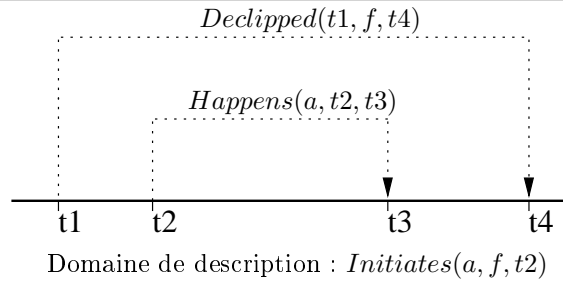 Declipped(t1, f, t4)
Happens(a, t2, t3)
t1 t2 t3 t4
Domaine de description : Initiates(a, f, t2)